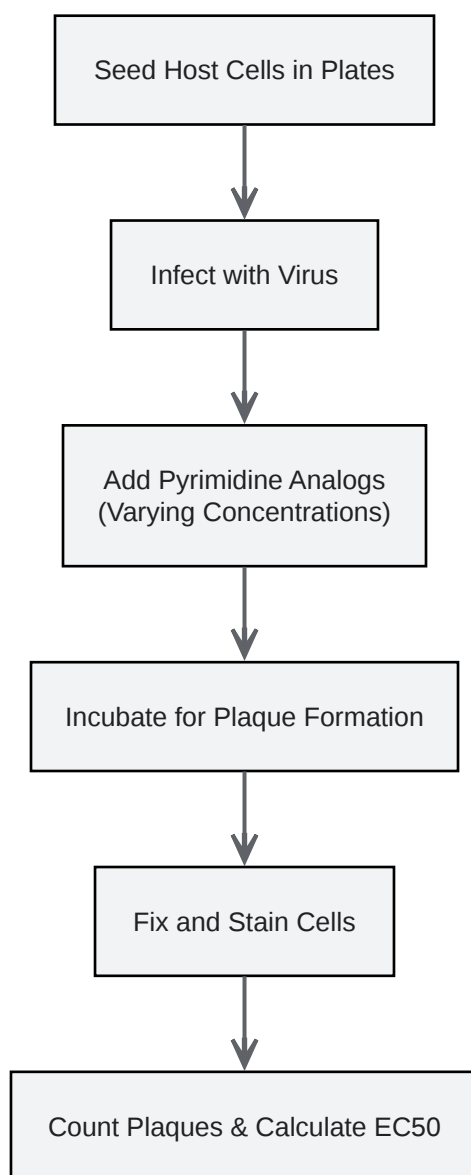 Seed Host Cells in Plates
Infect with Virus
Add Pyrimidine Analogs
(Varying Concentrations)
Incubate for Plaque Formation
Fix and Stain Cells
Count Plaques & Calculate EC50